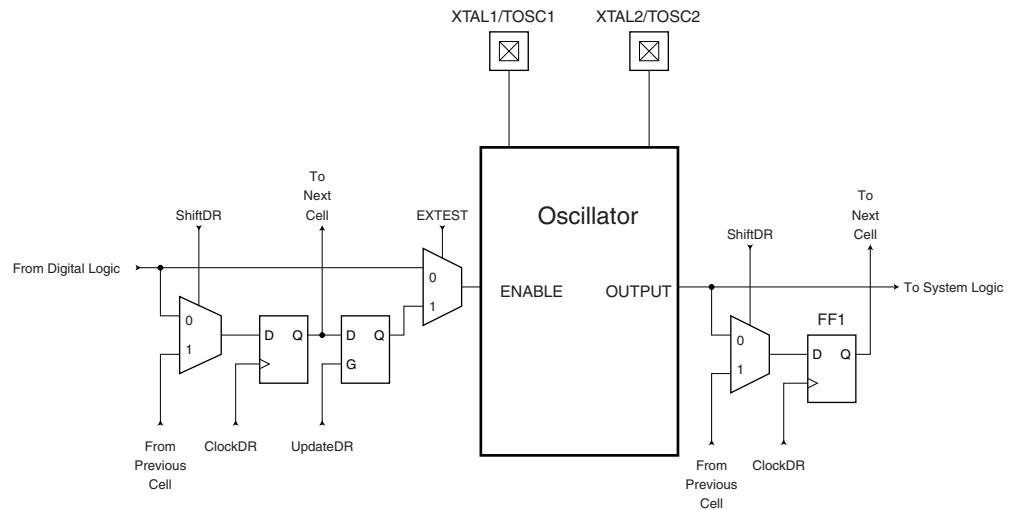 XTAL1/TOSC1
XTAL2/TOSC2
To
Next
Cell
ShiftDR
EXTEST
From Digital Logic
0
1
D Q
D Q
G
0
1
From
Previous
Cell
ClockDR
UpdateDR
Oscillator
ENABLE
OUTPUT
To
Next
Cell
ShiftDR
To System Logic
FF1
0
1
D Q
From
Previous
Cell
ClockDR